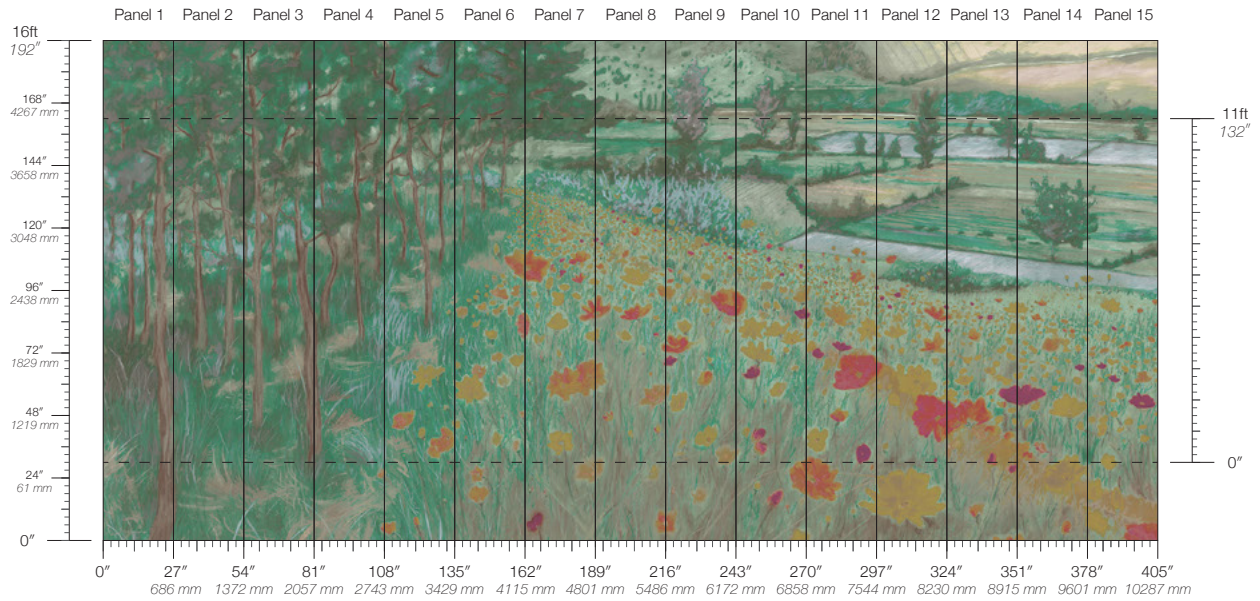 Panel 1 Panel 2 Panel 3 Panel 4 Panel 5 Panel 6 Panel 7 Panel 8 Panel 9 Panel 10 Panel 11 Panel 12 Panel 13 Panel 14 Panel 15
16ft
192"
168"
4267 mm
144"
3658 mm
120"
3048 mm
96"
2438 mm
72"
1829 mm
48"
1219 mm
24"
61 mm
0"
11ft
132"
0"
0" 27" 54" 81" 108" 135" 162" 189" 216" 243" 270" 297" 324" 351" 378" 405"
686 mm 1372 mm 2057 mm 2743 mm 3429 mm 4115 mm 4801 mm 5486 mm 6172 mm 6858 mm 7544 mm 8230 mm 8915 mm 9601 mm 10287 mm